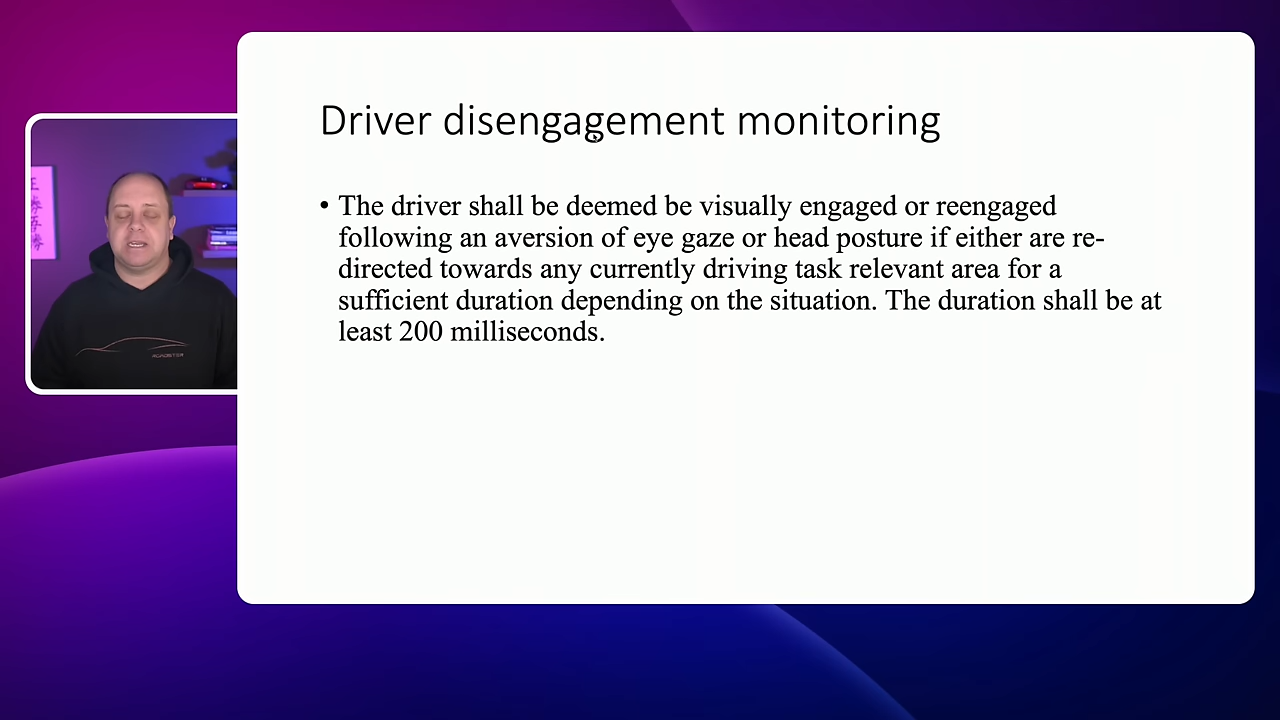 Driver disengagement monitoring
• The driver shall be deemed be visually engaged or reengaged
following an aversion of eye gaze or head posture if either are re-
directed towards any currently driving task relevant area for a
sufficient duration depending on the situation. The duration shall be at
least 200 milliseconds.